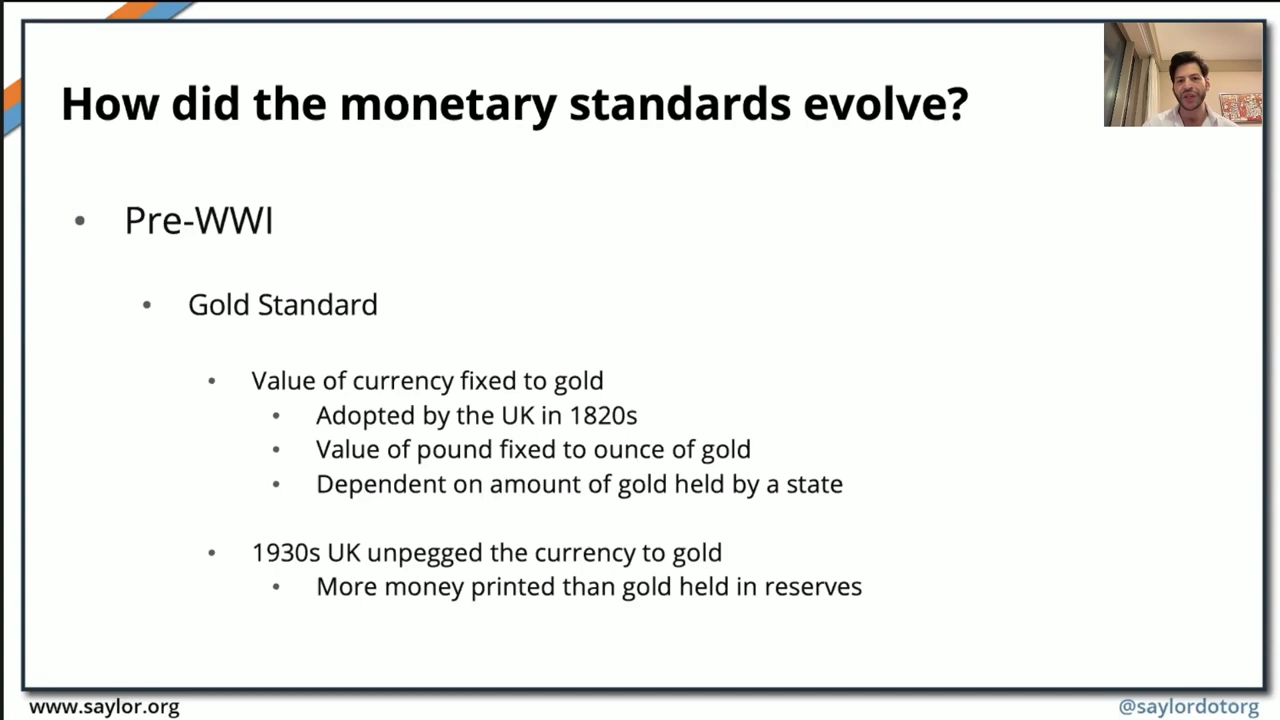 How did the monetary standards evolve?
• Pre-WWI
• Gold Standard
• Value of currency fixed to gold
• Adopted by the UK in 1820s
• Value of pound fixed to ounce of gold
• Dependent on amount of gold held by a state
• 1930s UK unpegged the currency to gold
• More money printed than gold held in reserves
www.saylor.org
@saylordotorg